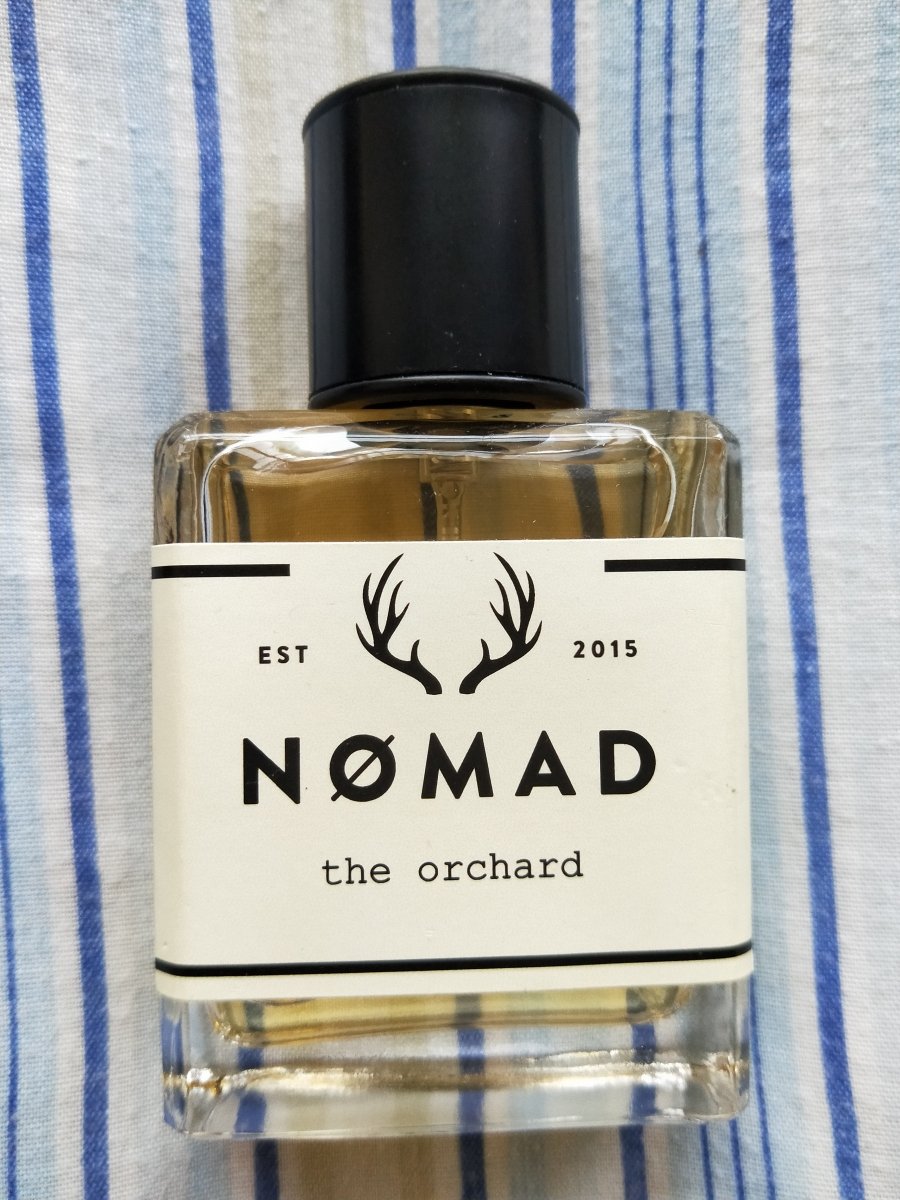 EST 2015
NØMAD
the orchard